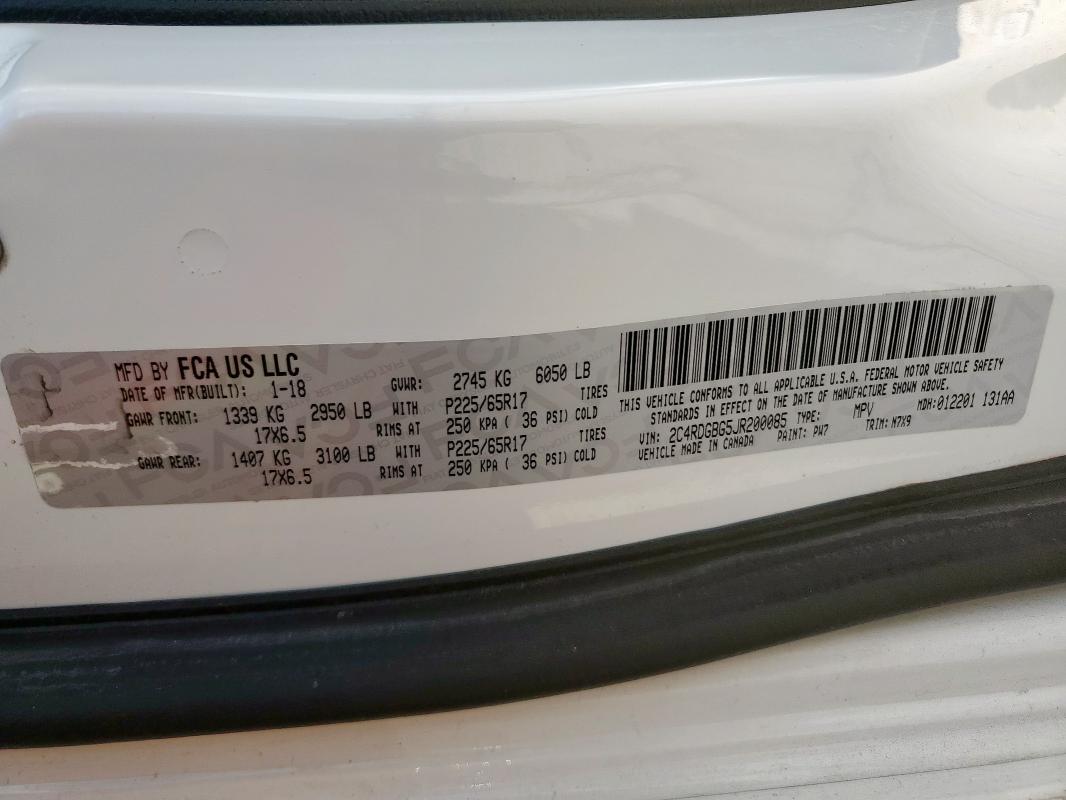 MFD BY FCA US LLC
DATE OF MFR(BUILT): 1-18 GVWR: 2745 KG 6050 LB
GAWR FRONT: 1339 KG 2950 LB WITH P225/65R17 TIRES
17X6.5 RIMS AT 250 KPA ( 36 PSI) COLD
GAWR REAR: 1407 KG 3100 LB WITH P225/65R17 TIRES
17X6.5 RIMS AT 250 KPA ( 36 PSI) COLD
THIS VEHICLE CONFORMS TO ALL APPLICABLE U.S.A. FEDERAL MOTOR VEHICLE SAFETY
STANDARDS IN EFFECT ON THE DATE OF MANUFACTURE SHOWN ABOVE.
VIN: 2C4RDGBG5JR200085 TYPE: MPV MDH:012201 131AA
VEHICLE MADE IN CANADA PAINT: PW7 TRIM: N7X9